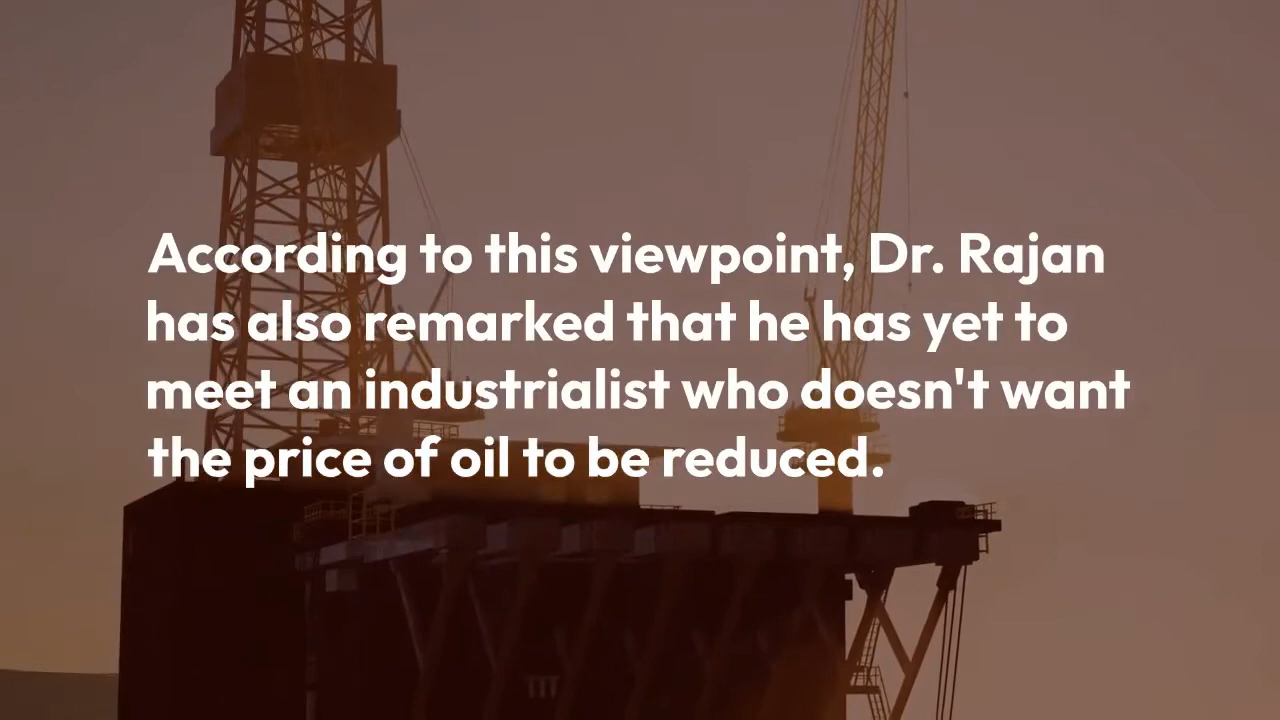 According to this viewpoint, Dr. Rajan
has also remarked that he has yet to
meet an industrialist who doesn't want
the price of oil to be reduced.